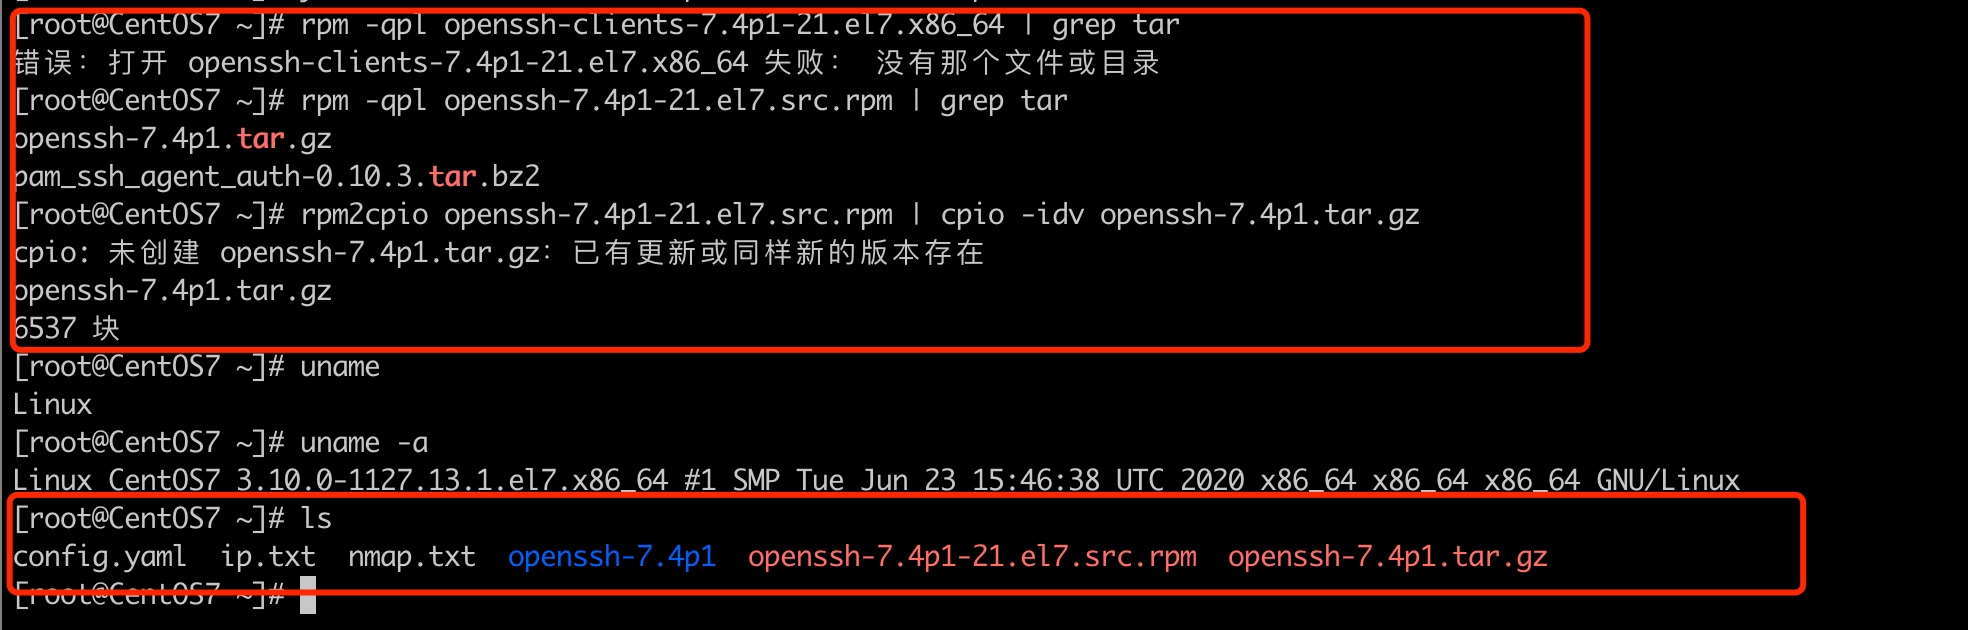 [root@CentOS7 ~]# rpm -qpl openssh-clients-7.4p1-21.el7.x86_64 | grep tar
错误：打开 openssh-clients-7.4p1-21.el7.x86_64 失败： 没有那个文件或目录
[root@CentOS7 ~]# rpm -qpl openssh-7.4p1-21.el7.src.rpm | grep tar
openssh-7.4p1.tar.gz
pam_ssh_agent_auth-0.10.3.tar.bz2
[root@CentOS7 ~]# rpm2cpio openssh-7.4p1-21.el7.src.rpm | cpio -idv openssh-7.4p1.tar.gz
cpio: 未创建 openssh-7.4p1.tar.gz：已有更新或同样新的版本存在
openssh-7.4p1.tar.gz
6537 块
[root@CentOS7 ~]# uname
Linux
[root@CentOS7 ~]# uname -a
Linux CentOS7 3.10.0-1127.13.1.el7.x86_64 #1 SMP Tue Jun 23 15:46:38 UTC 2020 x86_64 x86_64 x86_64 GNU/Linux
[root@CentOS7 ~]# ls
config.yaml  ip.txt  nmap.txt  openssh-7.4p1  openssh-7.4p1-21.el7.src.rpm  openssh-7.4p1.tar.gz
[root@CentOS7 ~]#